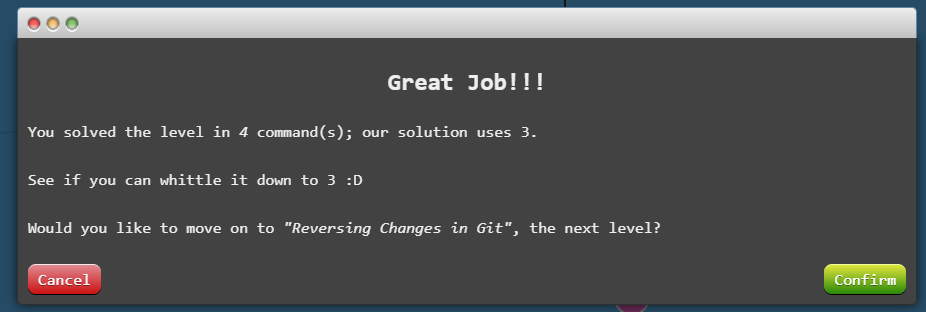 Great Job!!!
You solved the level in 4 command(s); our solution uses 3.
See if you can whittle it down to 3 :D
Would you like to move on to "Reversing Changes in Git", the next level?
Cancel
Confirm